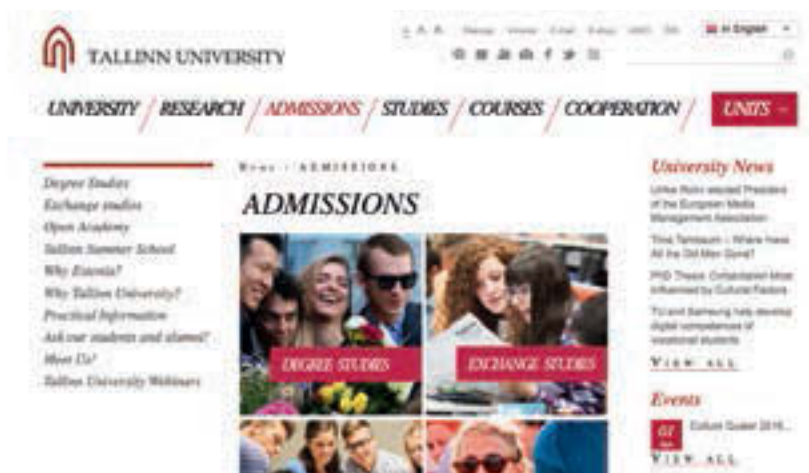 In English
TALLINN UNIVERSITY
UNIVERSITY / RESEARCH / ADMISSIONS / STUDIES / COURSES / COOPERATION / UNITS
Home ADMISSIONS
ADMISSIONS
Degree Studies
Exchange studies
Open Academy
Tallinn Summer School
Why Estonia?
Why Tallinn University?
Practical Information
Ask our students and alumni!
Meet Us!
Tallinn University Webinars
DEGREE STUDIES
EXCHANGE STUDIES
University News
elected President
of the European Media
Management Association
Where Have
All the Old Men Gone?
PhD Thesis: Most
Influenced by Cultural Factors
TU and Samsung help develop
digital competences of
vocational students
VIEW ALL
Events
01
2016...
VIEW ALL